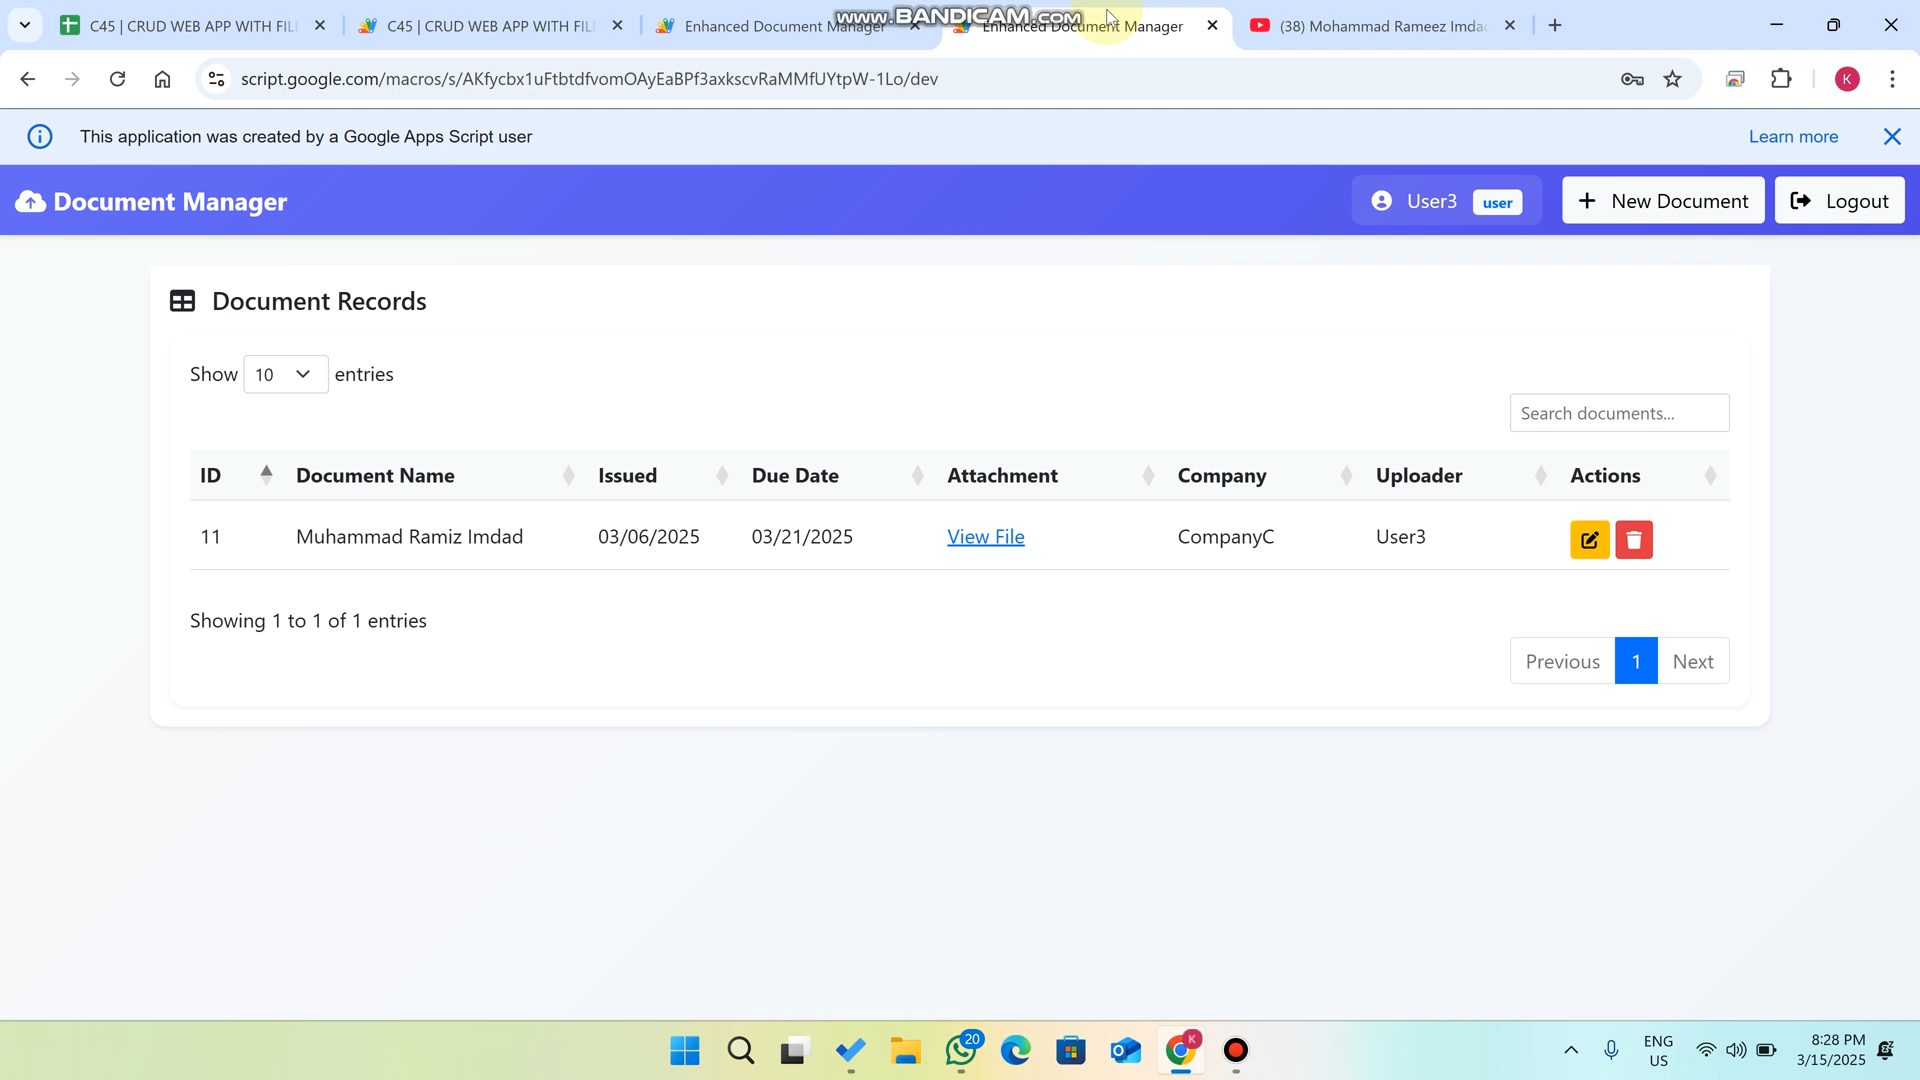 C45 | CRUD WEB APP WITH FILE
C45 | CRUD WEB APP WITH FILE
Enhanced Document Manager
Enhanced Document Manager
(38) Mohammad Rameez Imdad
www.BANDICAM.com
script.google.com/macros/s/AKfycbx1uFtbtdfvomOAyEaBPf3axkscvRaMMfUYtpW-1Lo/dev
K
This application was created by a Google Apps Script user
Learn more
Document Manager
User3 user
New Document
Logout
Document Records
Show 10 entries
Search documents...
ID Document Name Issued Due Date Attachment Company Uploader Actions
11 Muhammad Ramiz Imdad 03/06/2025 03/21/2025 View File CompanyC User3
Showing 1 to 1 of 1 entries
Previous 1 Next
20
K
ENG
US
8:28 PM
3/15/2025